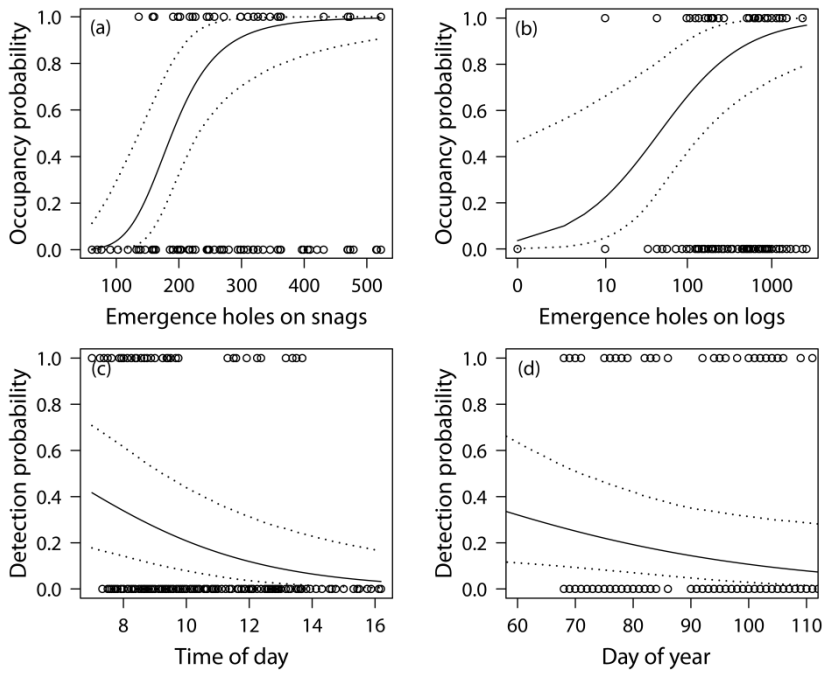 (a)
Occupancy probability
1.0
0.8
0.6
0.4
0.2
0.0
100 200 300 400 500
Emergence holes on snags
(b)
Occupancy probability
1.0
0.8
0.6
0.4
0.2
0.0
0 10 100 1000
Emergence holes on logs
(c)
Detection probability
1.0
0.8
0.6
0.4
0.2
0.0
8 10 12 14 16
Time of day
(d)
Detection probability
1.0
0.8
0.6
0.4
0.2
0.0
60 70 80 90 100 110
Day of year